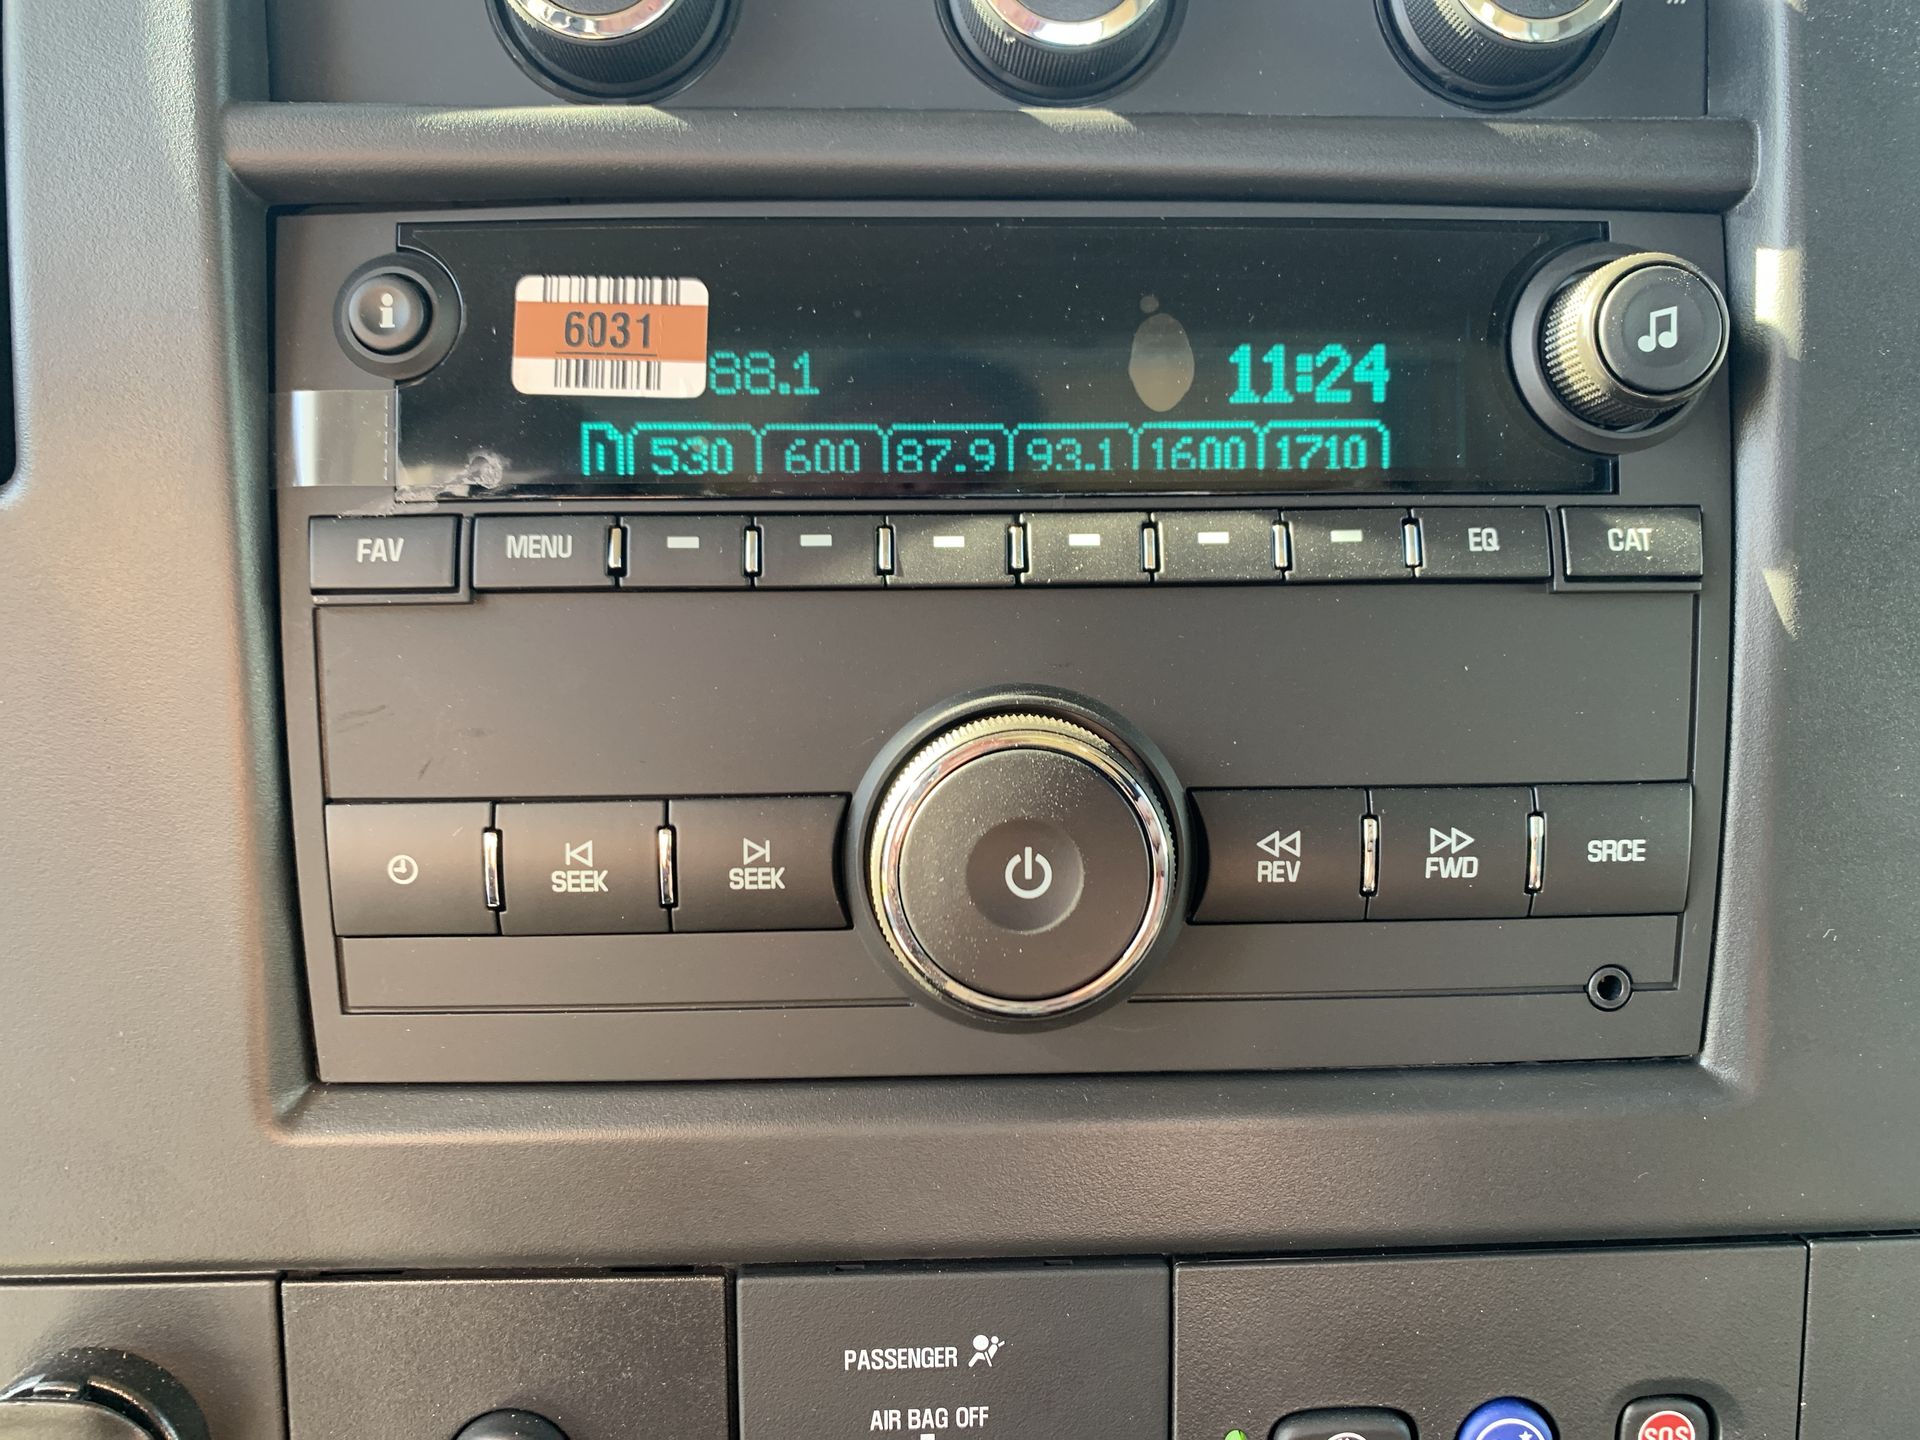 i
6031
88.1
11:24
530 600 87.9 93.1 1600 1710
FAV MENU EQ CAT
SEEK SEEK REV FWD SRCE
PASSENGER
AIR BAG OFF
SOS